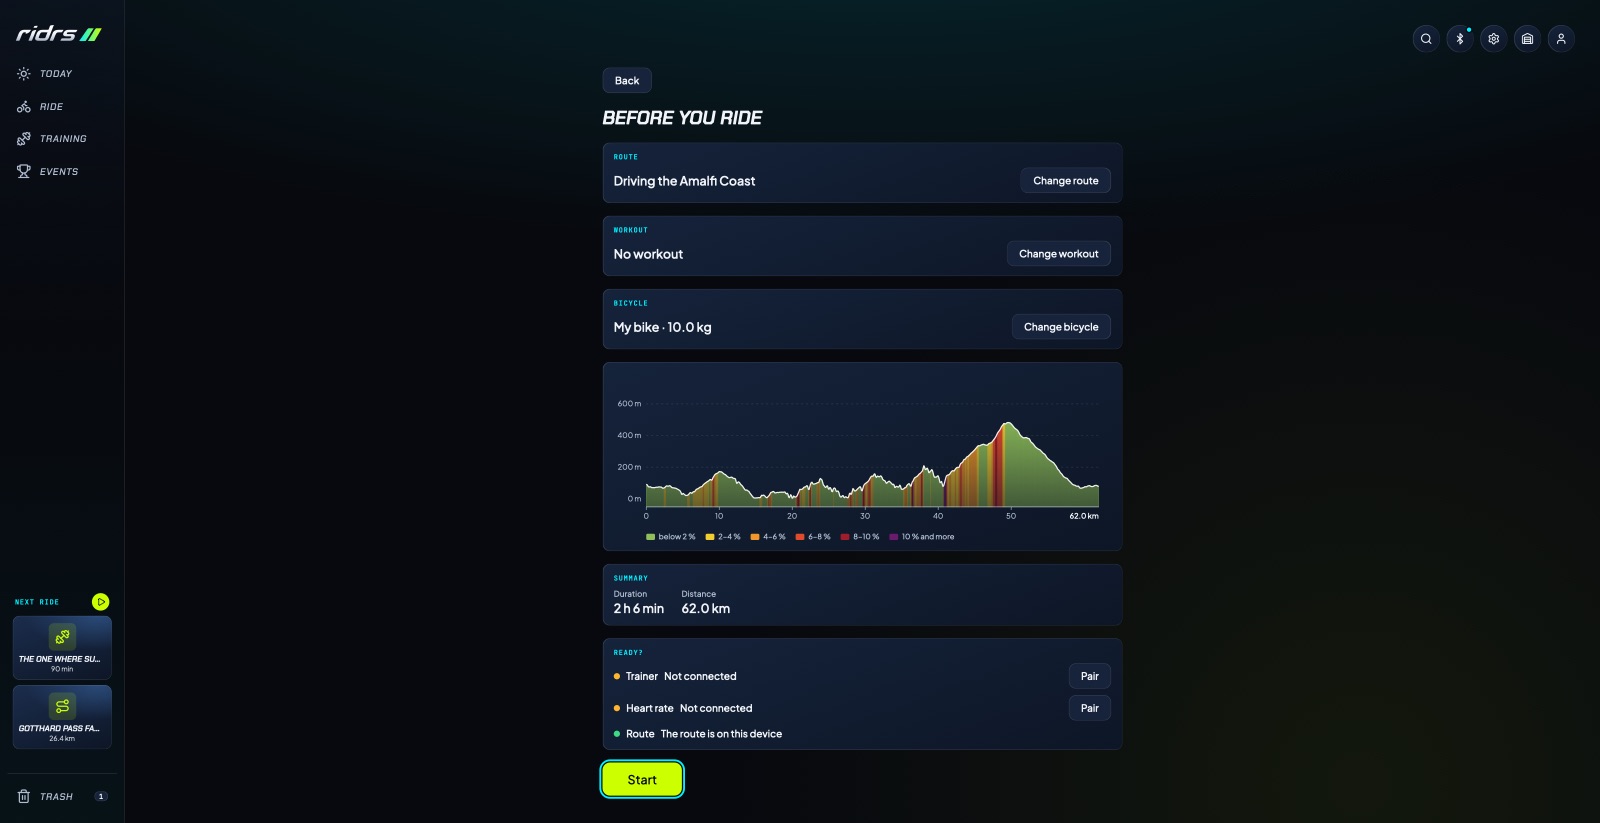 ridrs
TODAY
RIDE
TRAINING
EVENTS
NEXT RIDE
THE ONE WHERE SU...
90 min
GOTTHARD PASS FA...
26.4 km
TRASH 1
Back
BEFORE YOU RIDE
ROUTE
Driving the Amalfi Coast Change route
WORKOUT
No workout Change workout
BICYCLE
My bike · 10.0 kg Change bicycle
600 m
400 m
200 m
0 m
0 10 20 30 40 50 62.0 km
below 2 % 2–4 % 4–6 % 6–8 % 8–10 % 10 % and more
SUMMARY
Duration Distance
2 h 6 min 62.0 km
READY?
Trainer Not connected Pair
Heart rate Not connected Pair
Route The route is on this device
Start